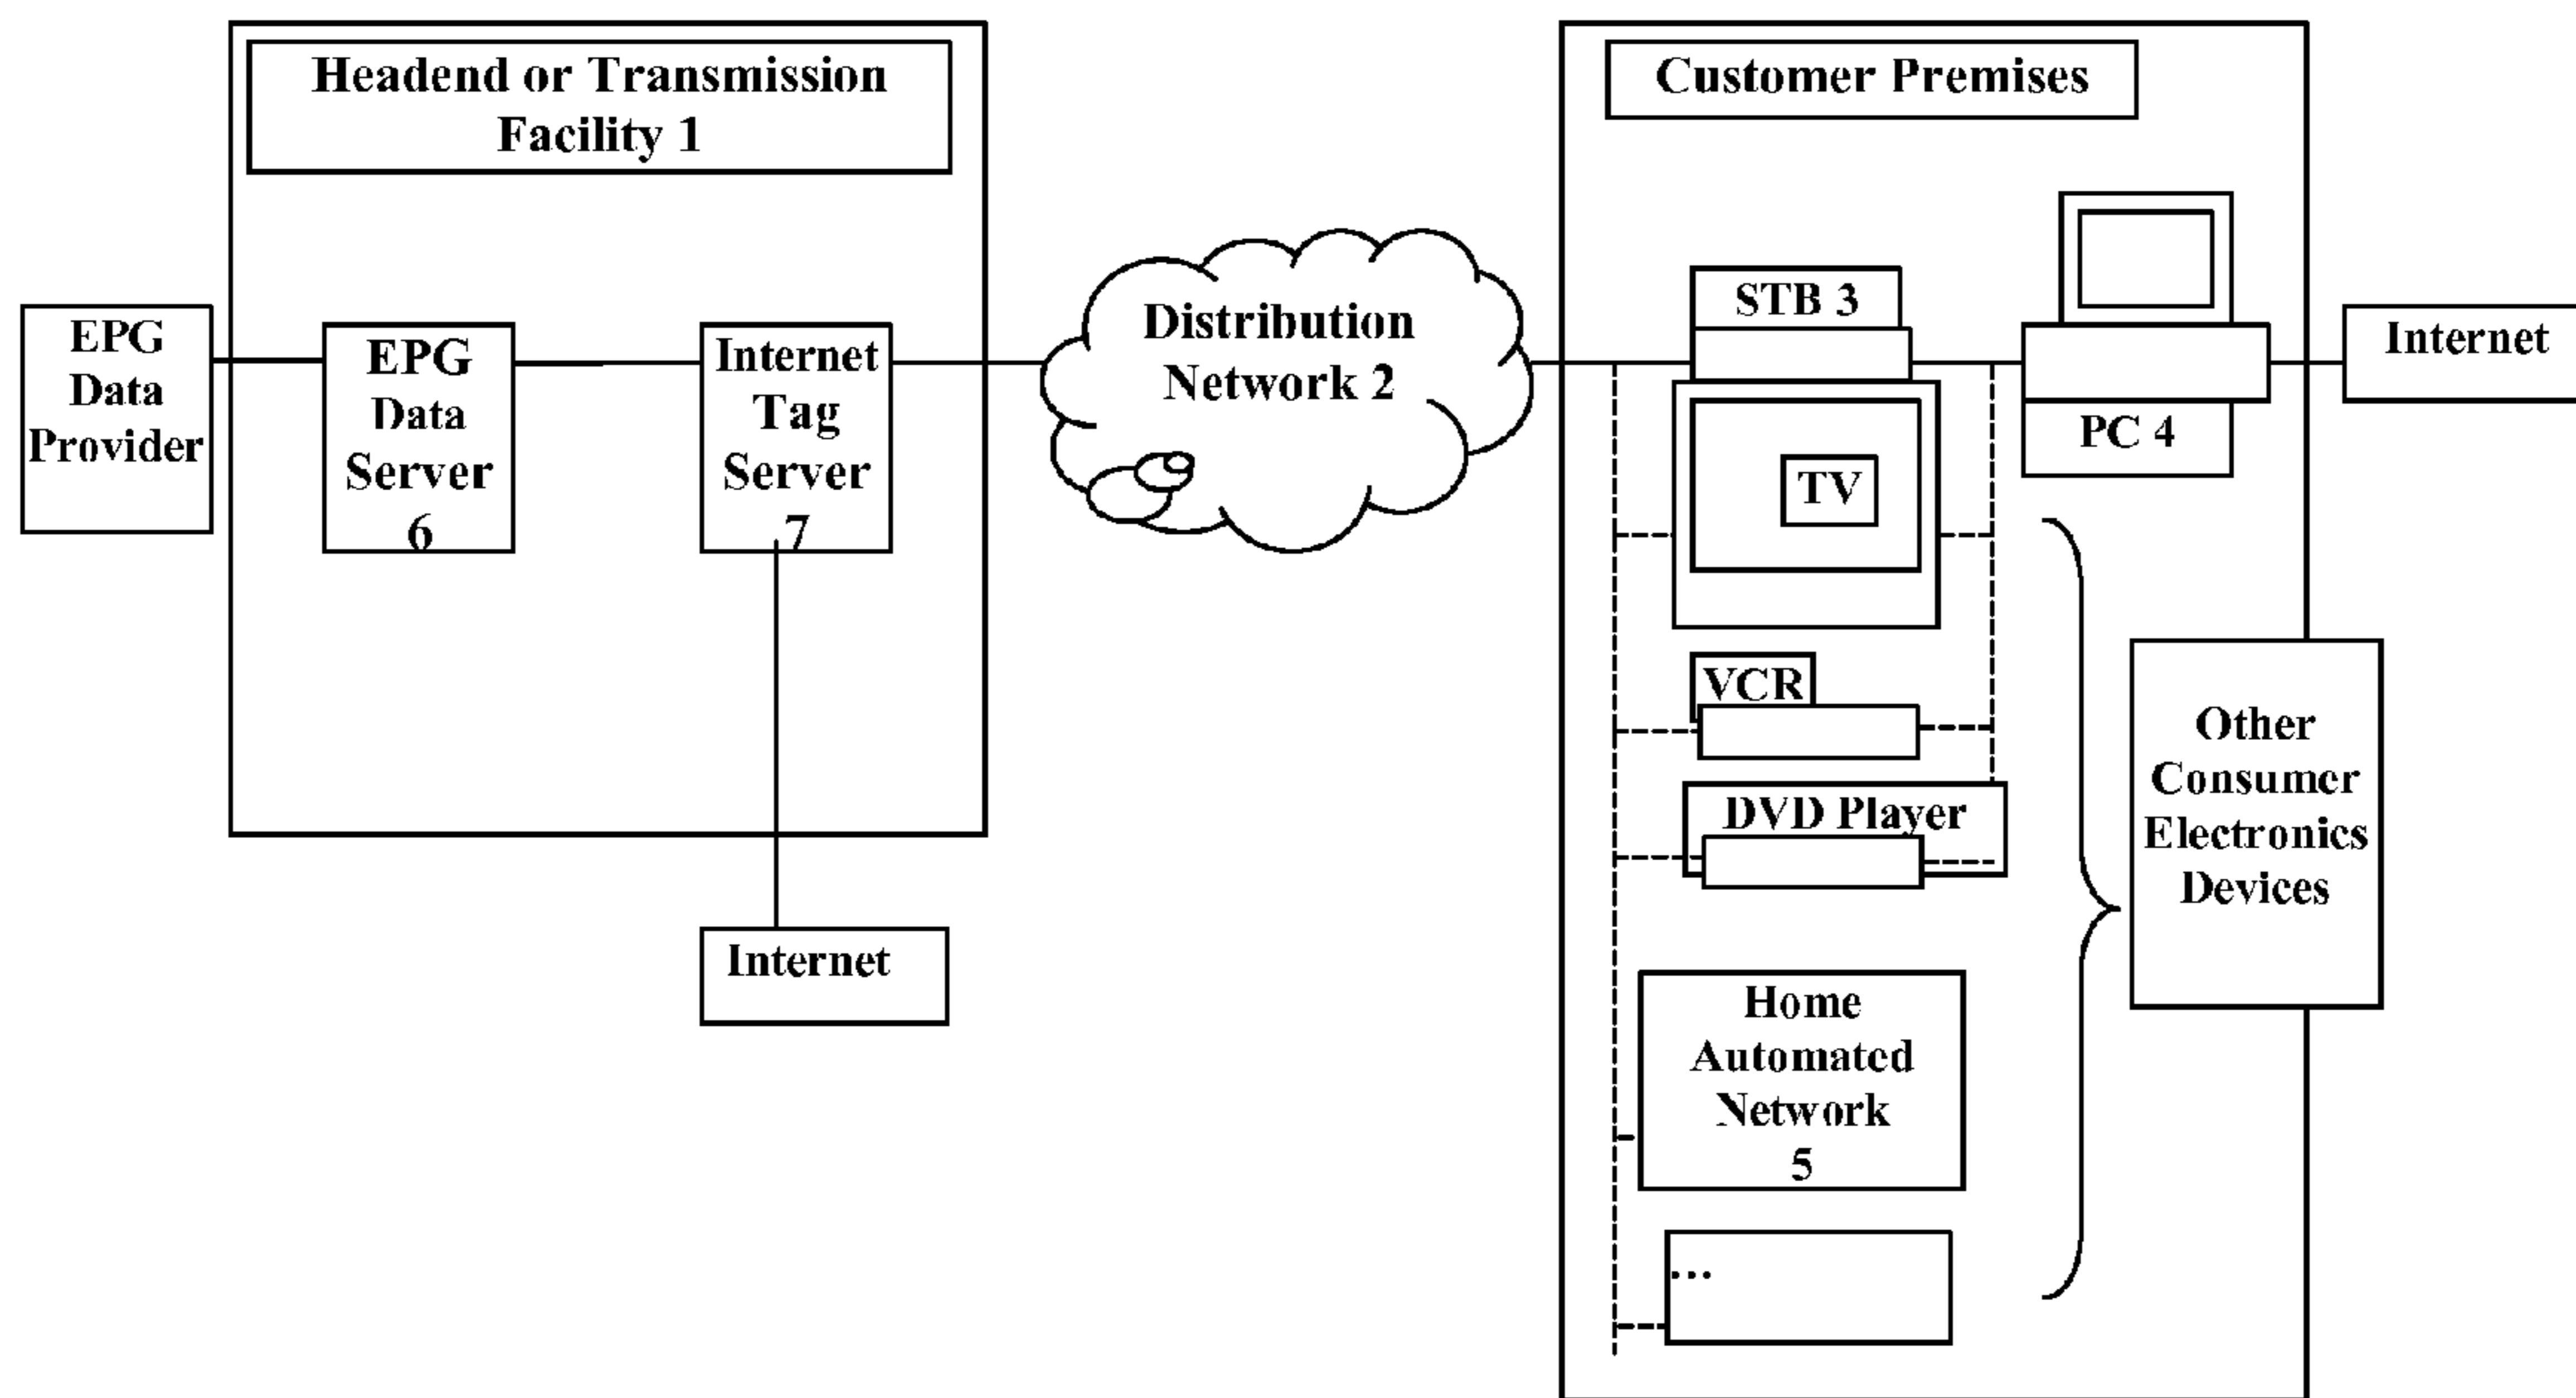 Headend or Transmission
Facility 1
EPG
Data
Provider
EPG
Data
Server
6
Internet
Tag
Server
7
Internet
Distribution
Network 2
Customer Premises
STB 3
TV
VCR
DVD Player
Home
Automated
Network
5
...
PC 4
Internet
Other
Consumer
Electronics
Devices